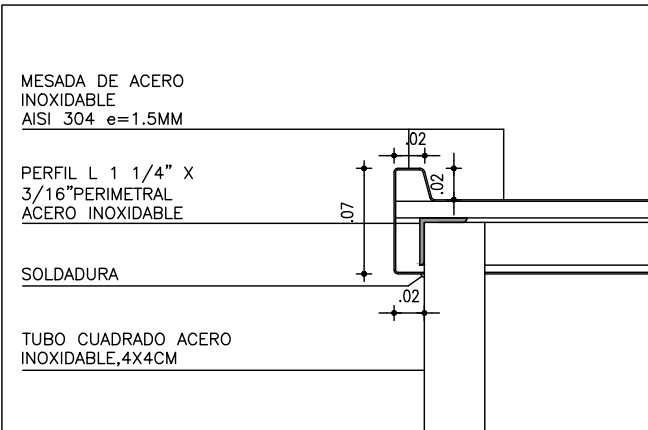 MESADA DE ACERO
INOXIDABLE
AISI 304 e=1.5MM
.02
PERFIL L 1 1/4" X
3/16"PERIMETRAL
ACERO INOXIDABLE
.02
.07
SOLDADURA
.02
TUBO CUADRADO ACERO
INOXIDABLE,4X4CM